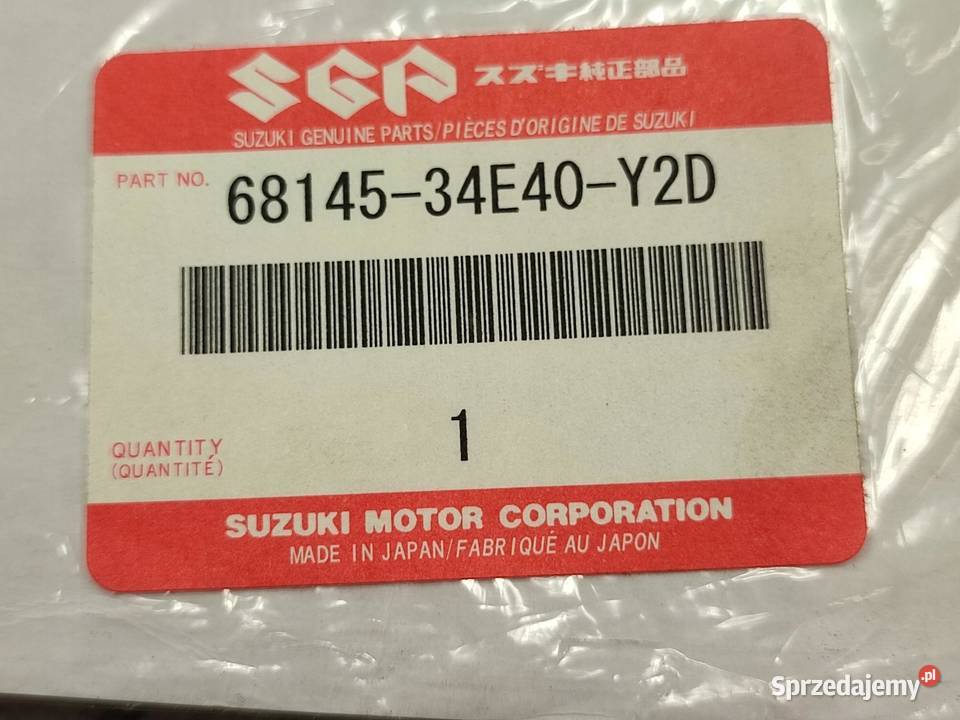 SGP スズキ純正部品
SUZUKI GENUINE PARTS/PIÈCES D'ORIGINE DE SUZUKI
PART NO. 68145-34E40-Y2D
1
QUANTITY
(QUANTITÉ)
SUZUKI MOTOR CORPORATION
MADE IN JAPAN/FABRIQUÉ AU JAPON
Sprzedajemy.pl